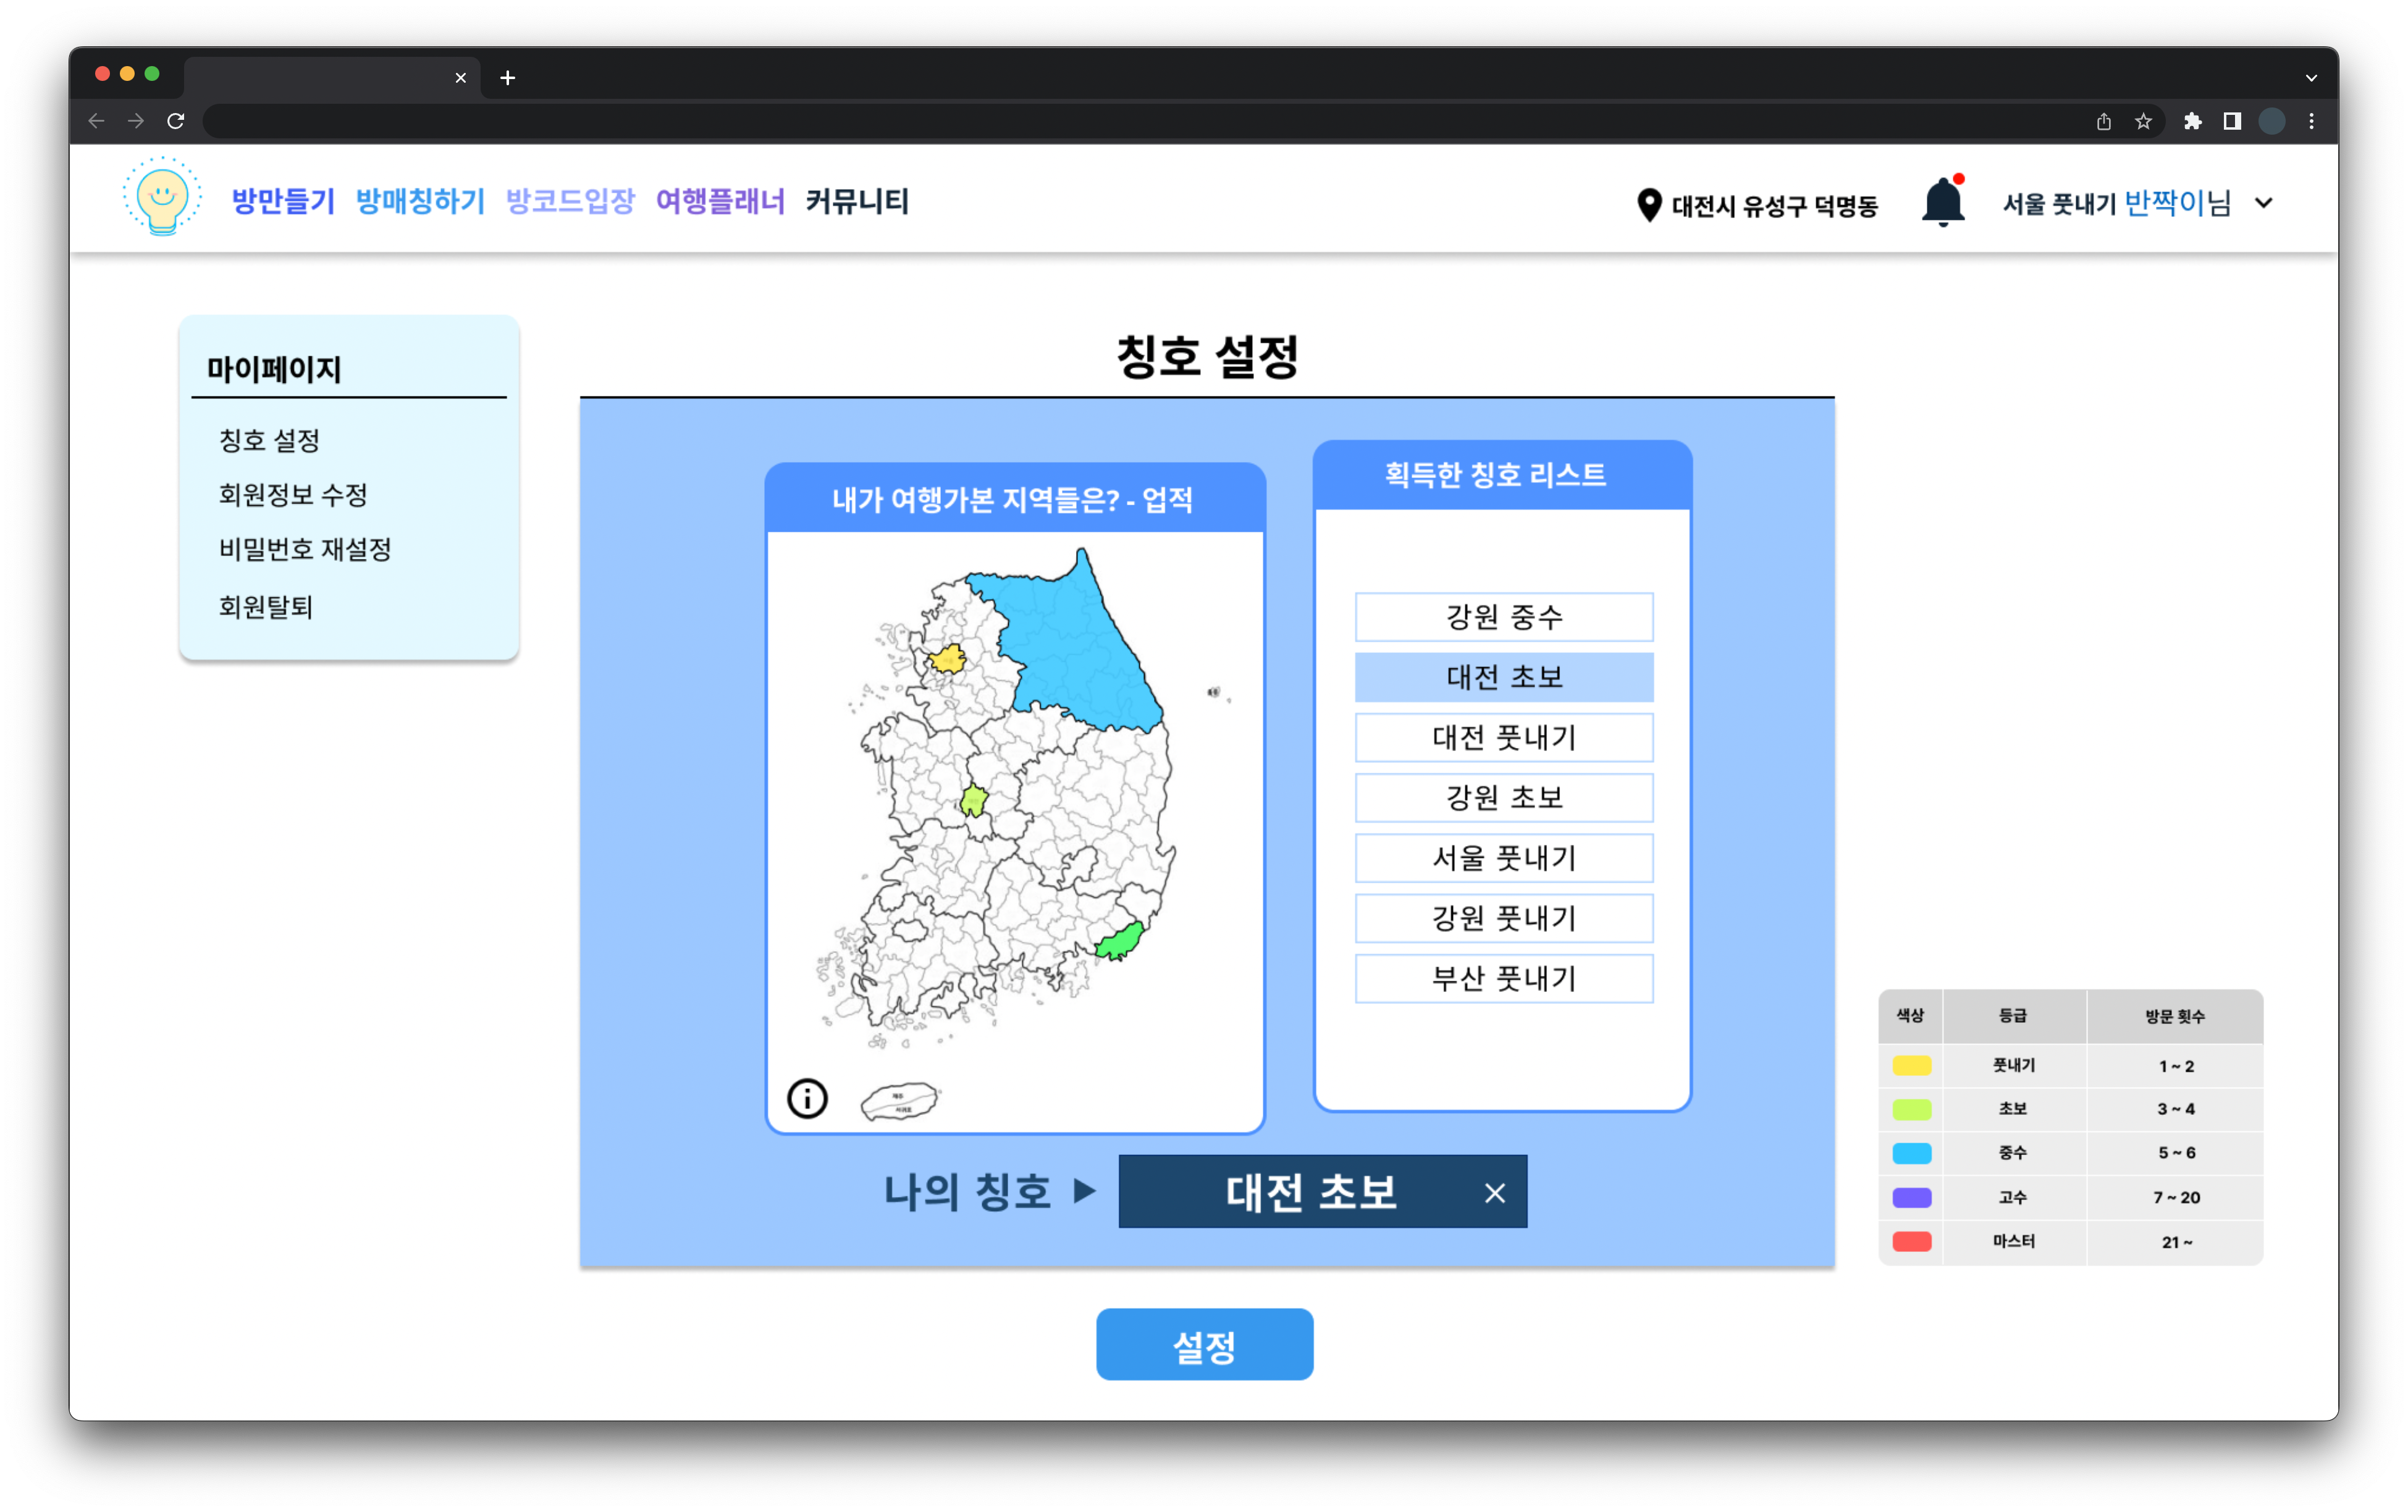 방만들기 방매칭하기 방코드입장 여행플래너 커뮤니티
대전시 유성구 덕명동
서울 풋내기 반짝이님
마이페이지
칭호 설정
회원정보 수정
비밀번호 재설정
회원탈퇴
칭호 설정
내가 여행가본 지역들은? - 업적
제주
서귀포
획득한 칭호 리스트
강원 중수
대전 초보
대전 풋내기
강원 초보
서울 풋내기
강원 풋내기
부산 풋내기
나의 칭호 ▶ 대전 초보
설정
색상 등급 방문 횟수
풋내기 1 ~ 2
초보 3 ~ 4
중수 5 ~ 6
고수 7 ~ 20
마스터 21 ~